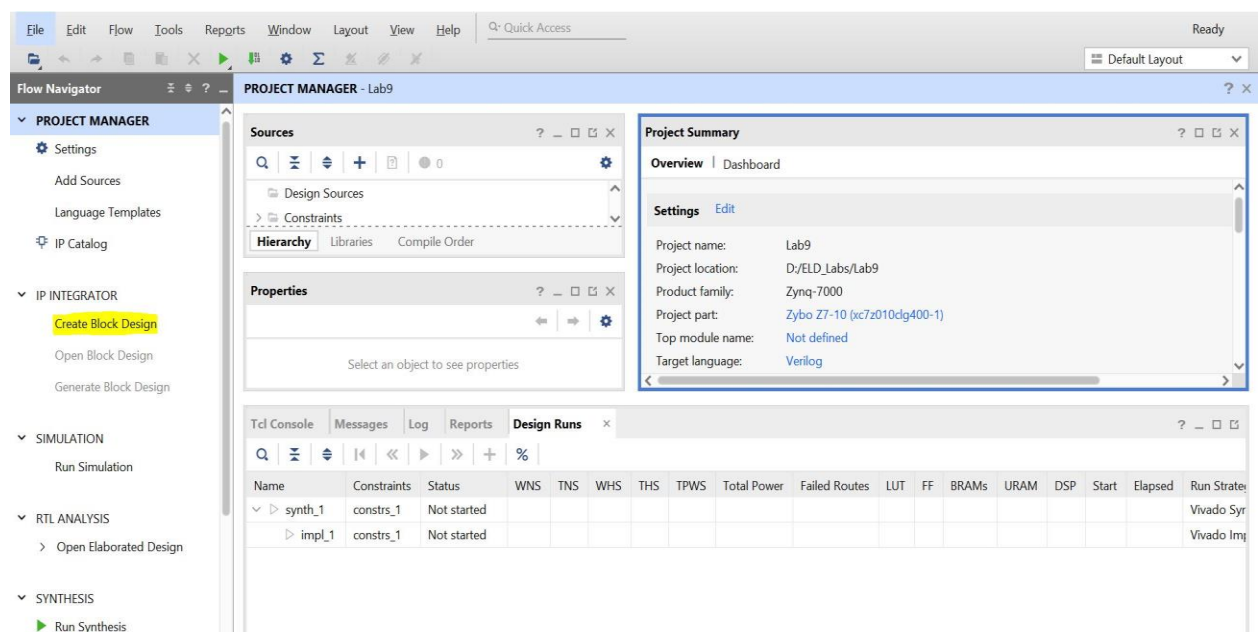 File Edit Flow Tools Reports Window Layout View Help Quick Access Ready
Default Layout
Flow Navigator
PROJECT MANAGER
Settings
Add Sources
Language Templates
IP Catalog
IP INTEGRATOR
Create Block Design
Open Block Design
Generate Block Design
SIMULATION
Run Simulation
RTL ANALYSIS
Open Elaborated Design
SYNTHESIS
Run Synthesis
PROJECT MANAGER - Lab9
Sources
0
Design Sources
Constraints
Hierarchy Libraries Compile Order
Properties
Select an object to see properties
Project Summary
Overview | Dashboard
Settings Edit
Project name: Lab9
Project location: D:/ELD_Labs/Lab9
Product family: Zynq-7000
Project part: Zybo Z7-10 (xc7z010clg400-1)
Top module name: Not defined
Target language: Verilog
Tcl Console Messages Log Reports Design Runs
Name Constraints Status WNS TNS WHS THS TPWS Total Power Failed Routes LUT FF BRAMs URAM DSP Start Elapsed Run Strateg
synth_1 constrs_1 Not started Vivado Syn
impl_1 constrs_1 Not started Vivado Imp